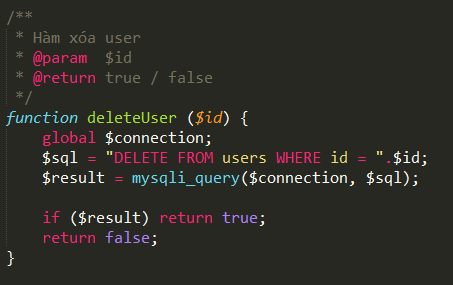 /**
 * Hàm xóa user
 * @param  $id
 * @return true / false
 */
function deleteUser ($id) {
    global $connection;
    $sql = "DELETE FROM users WHERE id = ".$id;
    $result = mysqli_query($connection, $sql);

    if ($result) return true;
    return false;
}